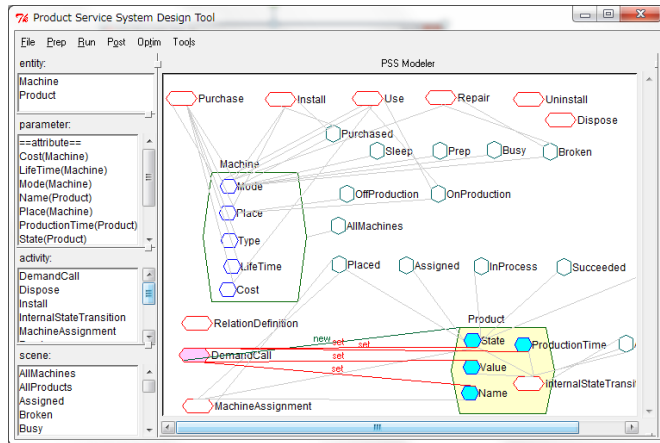 Product Service System Design Tool
File Prep Run Post Optim Tools
entity:
Machine
Product
parameter:
==attribute==
Cost(Machine)
LifeTime(Machine)
Mode(Machine)
Name(Product)
Place(Machine)
ProductionTime(Product)
State(Product)
activity:
DemandCall
Dispose
Install
InternalStateTransition
MachineAssignment
scene:
AllMachines
AllProducts
Assigned
Broken
Busy
PSS Modeler
Purchase Install Use Repair Uninstall
Dispose
Purchased
Sleep Prep Busy Broken
Machine
Mode
OffProduction OnProduction
Place
AllMachines
Type
LifeTime
Placed Assigned InProcess Succeeded
Cost
RelationDefinition
Product
new
set
set
State
ProductionTime
DemandCall
set
Value
InternalStateTransiti
set
Name
MachineAssignment